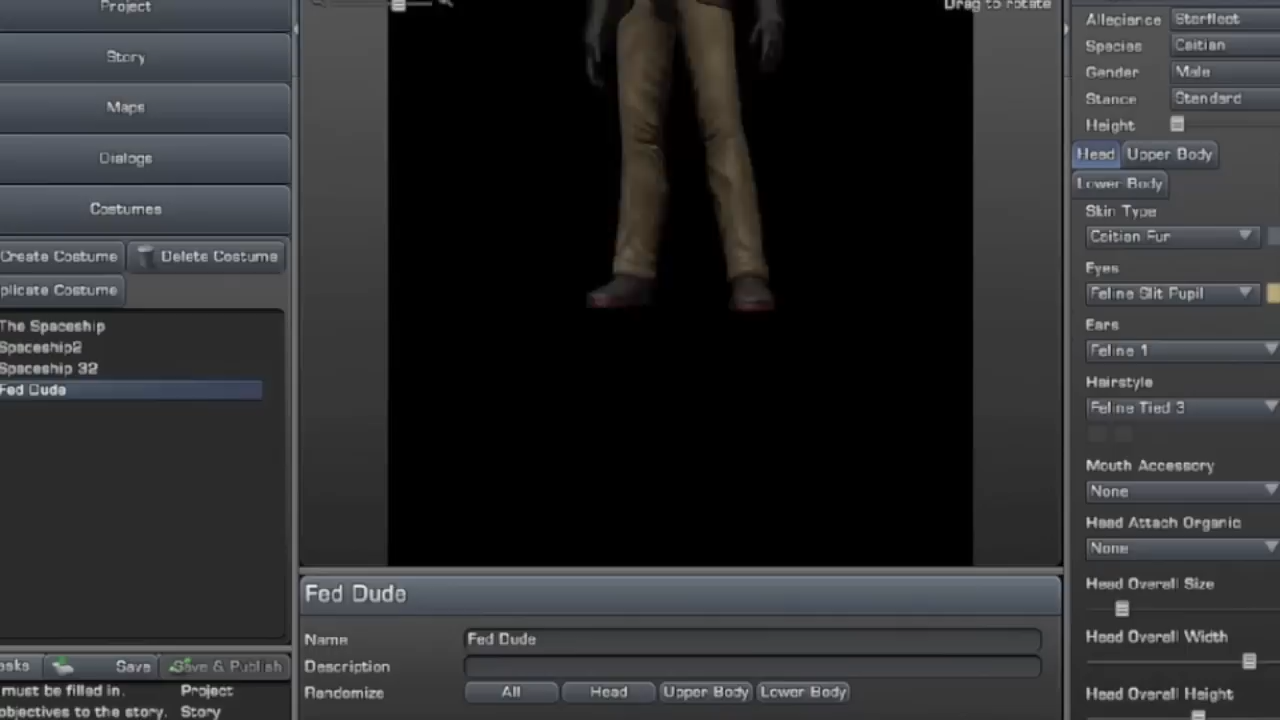 Project
Story
Maps
Dialogs
Costumes
Create Costume
Delete Costume
plicate Costume
The Spaceship
Spaceship2
Spaceship 32
Fed Dude
asks
Save
Save & Publish
must be filled in.
Project
objectives to the story.
Story
Drag to rotate
Fed Dude
Name
Fed Dude
Description
Randomize
All
Head
Upper Body
Lower Body
Allegiance
Starfleet
Species
Caitian
Gender
Male
Stance
Standard
Height
Head
Upper Body
Lower Body
Skin Type
Caitian Fur
Eyes
Feline Slit Pupil
Ears
Feline 1
Hairstyle
Feline Tied 3
Mouth Accessory
None
Head Attach Organic
None
Head Overall Size
Head Overall Width
Head Overall Height